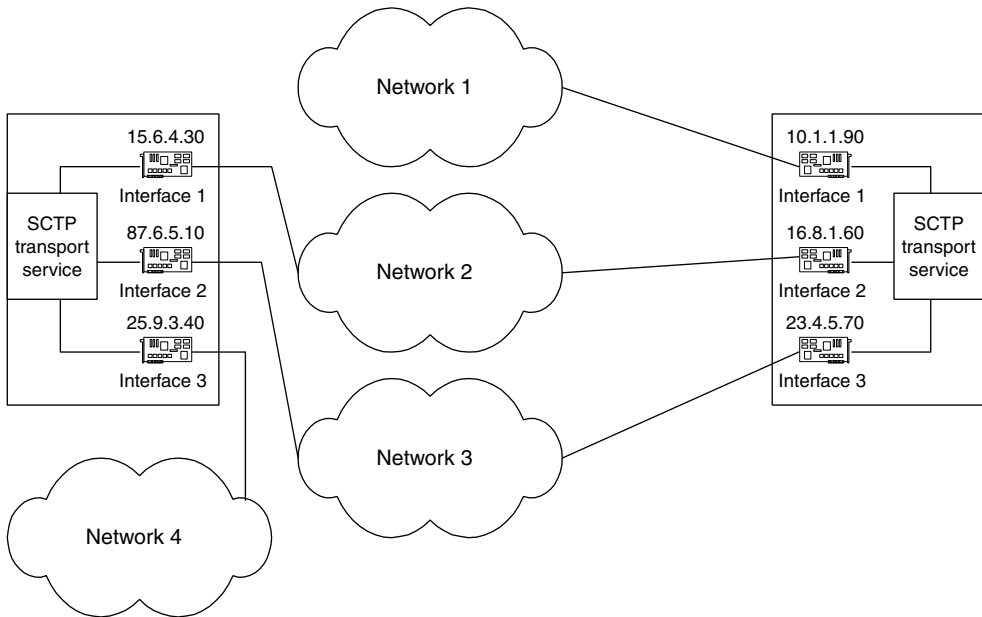 Network 1
15.6.4.30
Interface 1
87.6.5.10
Interface 2
25.9.3.40
Interface 3
SCTP
transport
service
Network 2
Network 3
Network 4
10.1.1.90
Interface 1
16.8.1.60
Interface 2
23.4.5.70
Interface 3
SCTP
transport
service